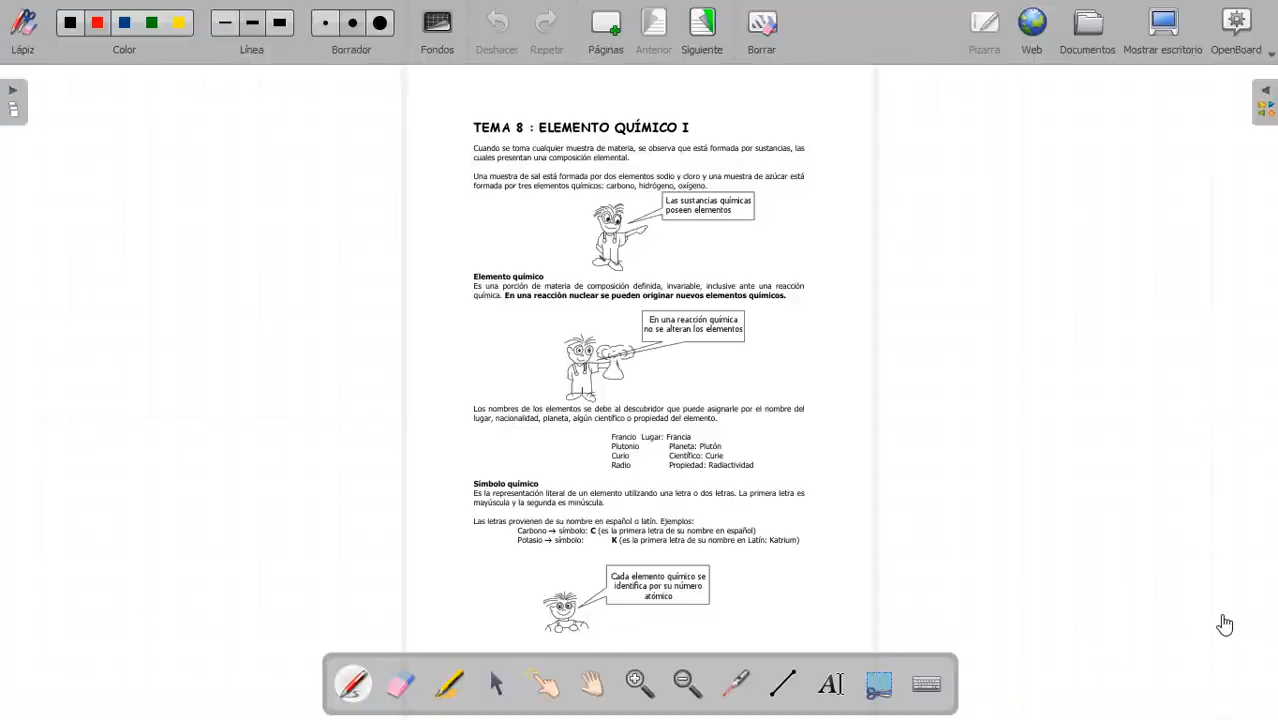 Lápiz
Color
Línea
Borrador
Fondos
Deshacer
Repetir
Páginas
Anterior
Siguiente
Borrar
Pizarra
Web
Documentos
Mostrar escritorio
OpenBoard
TEMA 8 : ELEMENTO QUÍMICO I
Cuando se toma cualquier muestra de materia, se observa que está formada por sustancias, las
cuales presentan una composición elemental.
Una muestra de sal está formada por dos elementos sodio y cloro y una muestra de azúcar está
formada por tres elementos químicos: carbono, hidrógeno, oxígeno.
Las sustancias químicas
poseen elementos
Elemento químico
Es una porción de materia de composición definida, invariable, inclusive ante una reacción
química. En una reacción nuclear se pueden originar nuevos elementos químicos.
En una reacción química
no se alteran los elementos
Los nombres de los elementos se debe al descubridor que puede asignarle por el nombre del
lugar, nacionalidad, planeta, algún científico o propiedad del elemento.
Francio Lugar: Francia
Plutonio Planeta: Plutón
Curio Científico: Curie
Radio Propiedad: Radiactividad
Símbolo químico
Es la representación literal de un elemento utilizando una letra o dos letras. La primera letra es
mayúscula y la segunda es minúscula.
Las letras provienen de su nombre en español o latín. Ejemplos:
Carbono → símbolo: C (es la primera letra de su nombre en español)
Potasio → símbolo: K (es la primera letra de su nombre en Latín: Katrium)
Cada elemento químico se
identifica por su número
atómico
AI